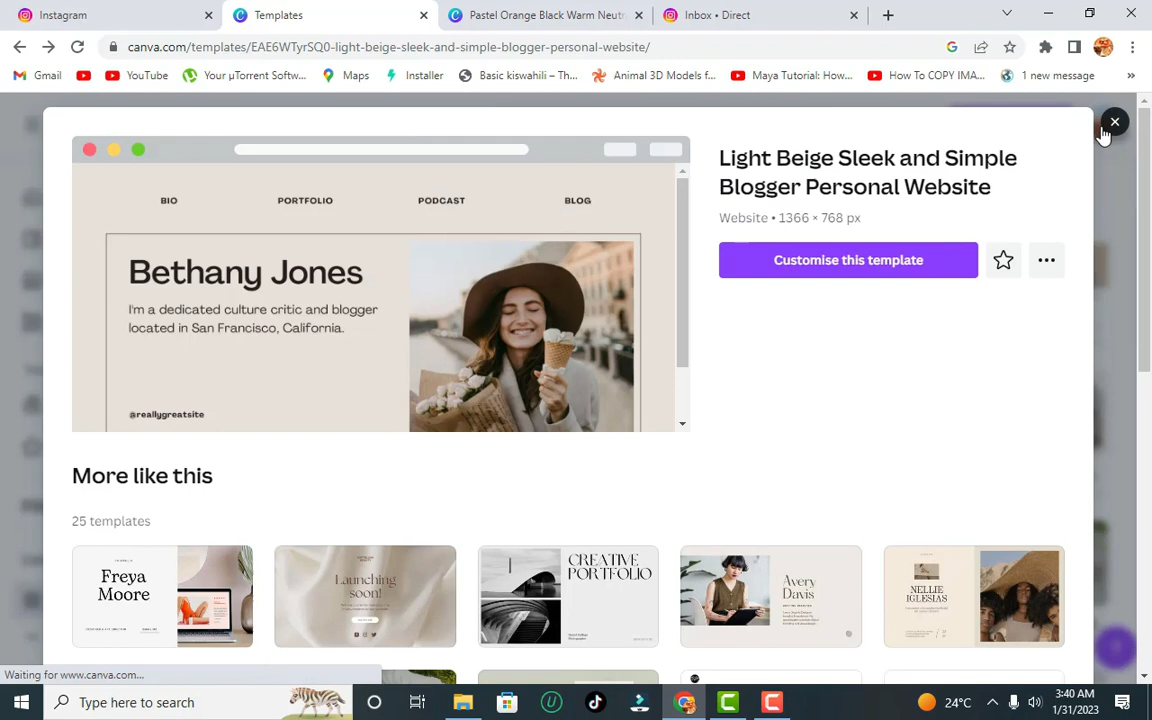 Instagram
Templates
Pastel Orange Black Warm Neutr
Inbox • Direct
canva.com/templates/EAE6WTyrSQ0-light-beige-sleek-and-simple-blogger-personal-website/
Gmail
YouTube
Your µTorrent Softw...
Maps
Installer
Basic kiswahili – Th...
Animal 3D Models f...
Maya Tutorial: How...
How To COPY IMA...
1 new message
»
Light Beige Sleek and Simple
Blogger Personal Website
Website • 1366 × 768 px
Customise this template
BIO
PORTFOLIO
PODCAST
BLOG
Bethany Jones
I'm a dedicated culture critic and blogger
located in San Francisco, California.
@reallygreatsite
More like this
25 templates
Freya
Moore
Launching
soon!
CREATIVE
PORTFOLIO
Avery
Davis
NELLIE
IGLESIAS
Waiting for www.canva.com...
Type here to search
24°C
3:40 AM
1/31/2023